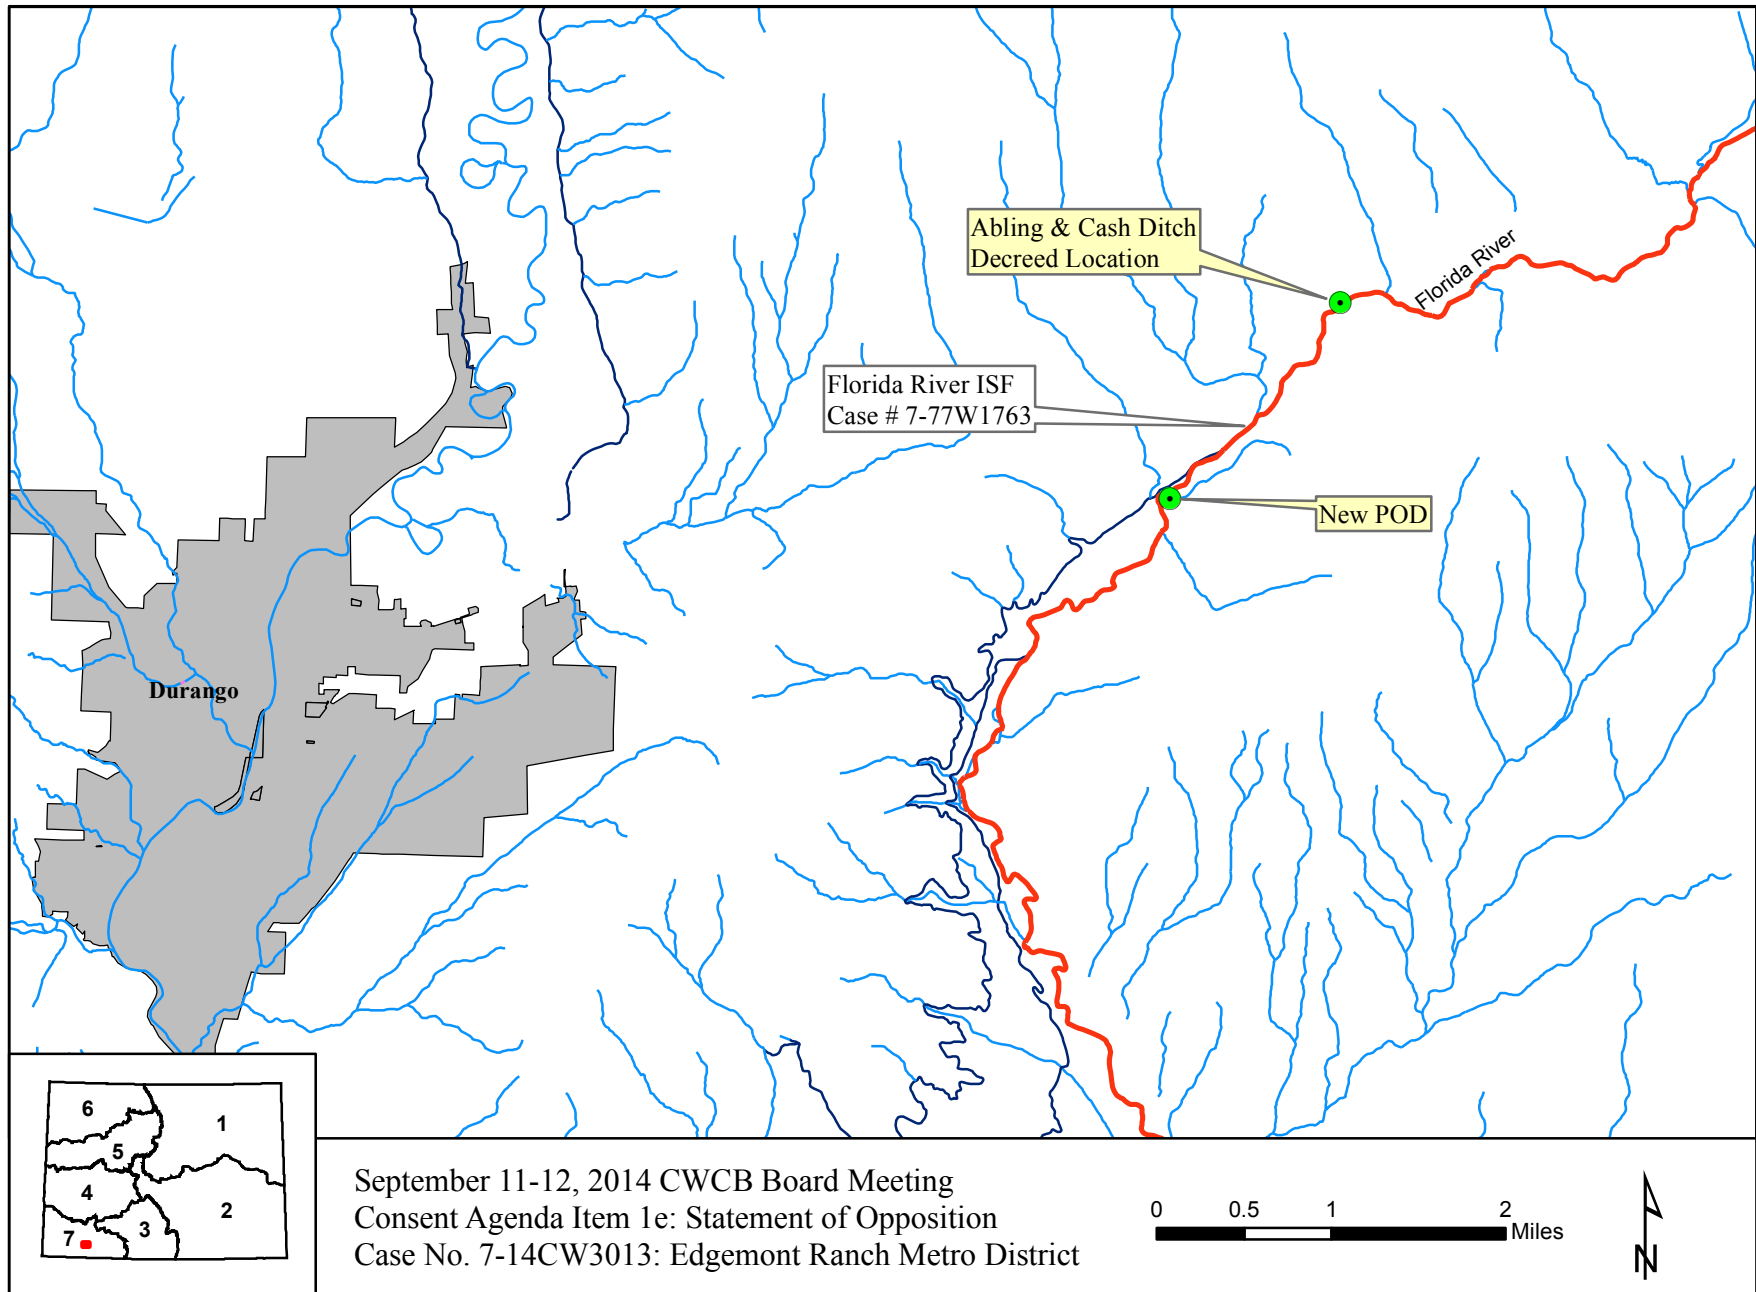 Abling & Cash Ditch
Decreed Location
Florida River
Florida River ISF
Case # 7-77W1763
New POD
Durango
6
1
5
4
2
3
7
September 11-12, 2014 CWCB Board Meeting
Consent Agenda Item 1e: Statement of Opposition
Case No. 7-14CW3013: Edgemont Ranch Metro District
0 0.5 1 2
Miles
N